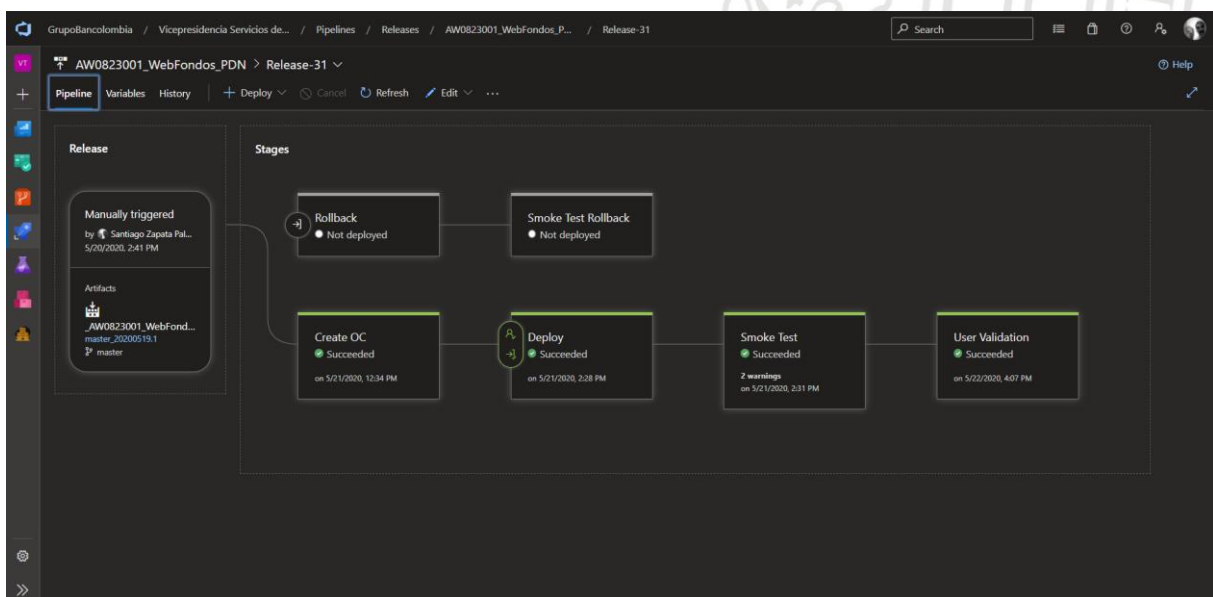 GrupoBancolombia / Vicepresidencia Servicios de... / Pipelines / Releases / AW0823001_WebFondos_P... / Release-31
Search
VT
AW0823001_WebFondos_PDN > Release-31
Help
Pipeline Variables History + Deploy Cancel Refresh Edit ...
Release
Stages
Manually triggered
by Santiago Zapata Pal...
5/20/2020, 2:41 PM
Artifacts
_AW0823001_WebFond...
master_20200519.1
master
Rollback
Not deployed
Smoke Test Rollback
Not deployed
Create OC
Succeeded
on 5/21/2020, 12:34 PM
Deploy
Succeeded
on 5/21/2020, 2:28 PM
Smoke Test
Succeeded
2 warnings
on 5/21/2020, 2:31 PM
User Validation
Succeeded
on 5/22/2020, 4:07 PM